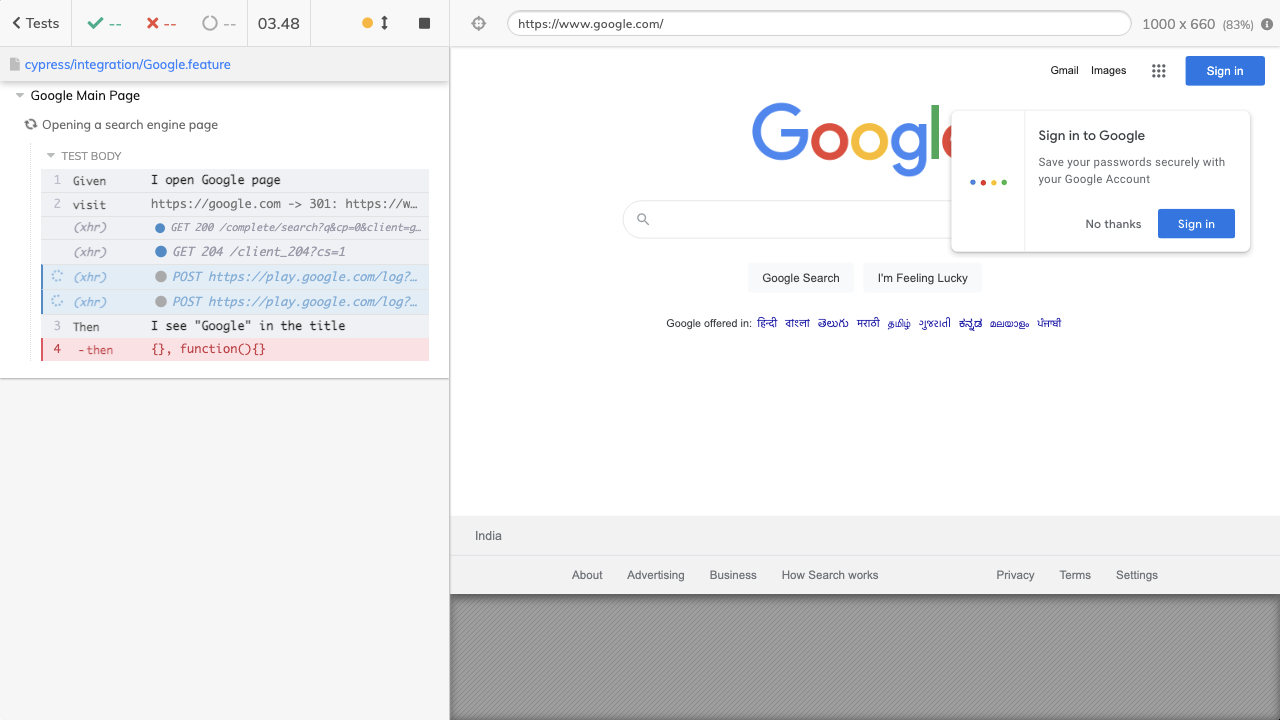 Tests
--
--
--
03.48
https://www.google.com/
1000 x 660 (83%)
cypress/integration/Google.feature
Google Main Page
Opening a search engine page
TEST BODY
1 Given I open Google page
2 visit https://google.com -> 301: https://w…
(xhr) GET 200 /complete/search?q&cp=0&client=g…
(xhr) GET 204 /client_204?cs=1
(xhr) POST https://play.google.com/log?…
(xhr) POST https://play.google.com/log?…
3 Then I see "Google" in the title
4 -then {}, function(){}
Gmail Images
Sign in
Google
Sign in to Google
Save your passwords securely with
your Google Account
No thanks Sign in
Google Search I'm Feeling Lucky
Google offered in: हिन्दी বাংলা తెలుగు मराठी தமிழ் ગુજરાતી ಕನ್ನಡ മലയാളം ਪੰਜਾਬੀ
India
About Advertising Business How Search works Privacy Terms Settings